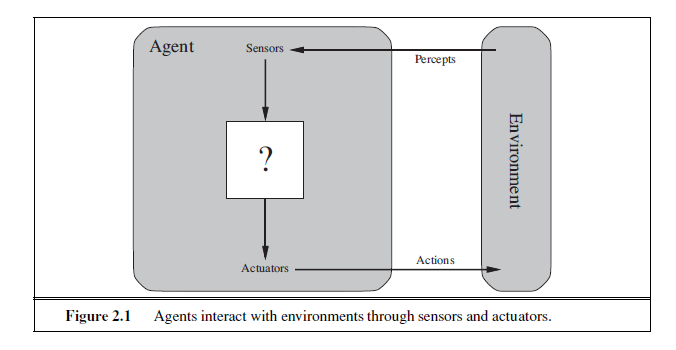 Agent
Sensors
Percepts
?
Environment
Actuators
Actions
Figure 2.1 Agents interact with environments through sensors and actuators.